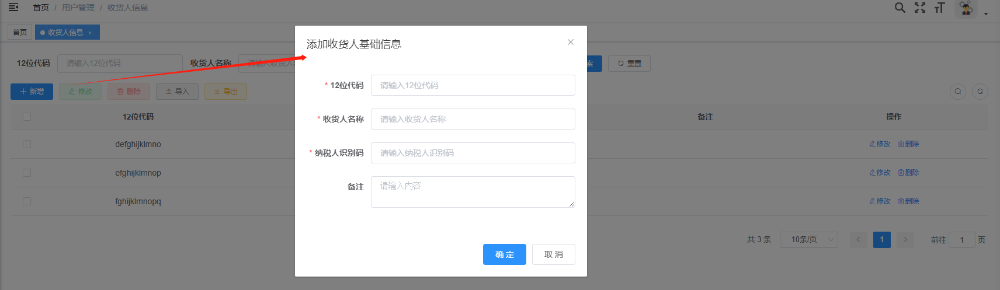 首页 / 用户管理 / 收货人信息
首页 收货人信息 ×
添加收货人基础信息
12位代码 请输入12位代码 收货人名称 请输入收货人 索 重置
* 12位代码 请输入12位代码
新增 修改 删除 导入 导出
12位代码 备注 操作
* 收货人名称 请输入收货人名称
defghijklmno 修改 删除
* 纳税人识别码 请输入纳税人识别码
efghijklmnop 修改 删除
备注 请输入内容
fghijklmnopq 修改 删除
共 3 条 10条/页 1 前往 1 页
确 定 取 消